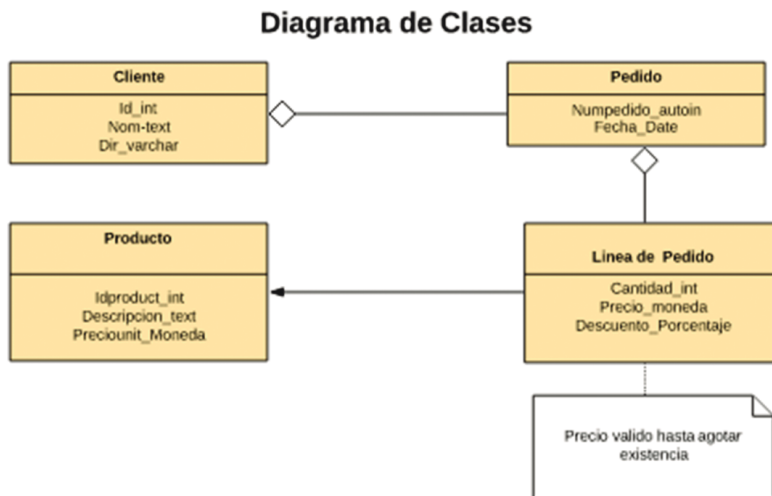 Diagrama de Clases
Cliente
Id_int
Nom-text
Dir_varchar
Pedido
Numpedido_autoin
Fecha_Date
Producto
Idproduct_int
Descripcion_text
Preciounit_Moneda
Linea de Pedido
Cantidad_int
Precio_moneda
Descuento_Porcentaje
Precio valido hasta agotar
existencia